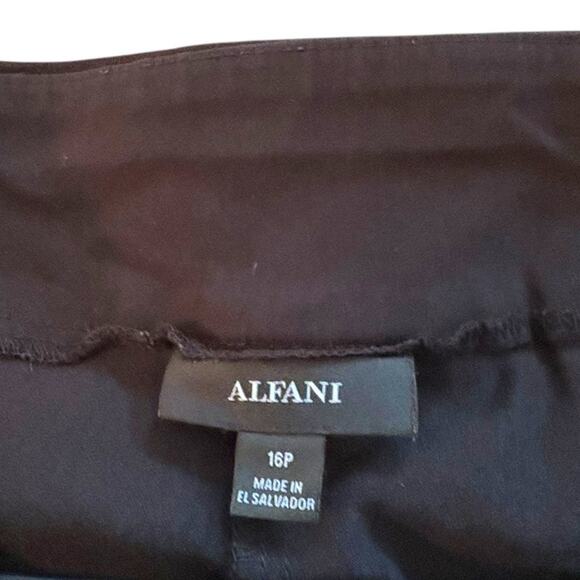 ALFANI
16P
MADE IN
EL SALVADOR